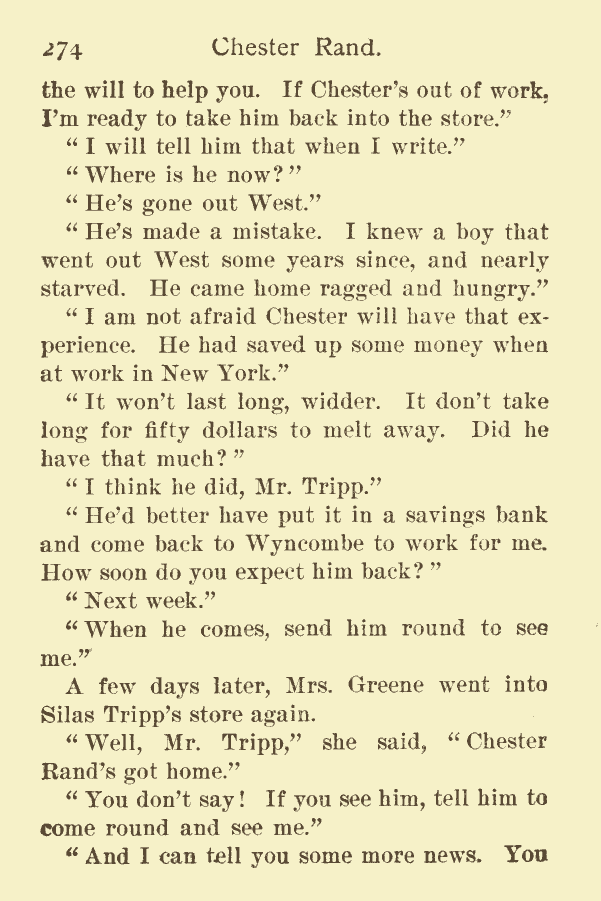 274 Chester Rand.
the will to help you. If Chester's out of work,
I'm ready to take him back into the store."
"I will tell him that when I write."
"Where is he now?"
"He's gone out West."
"He's made a mistake. I knew a boy that
went out West some years since, and nearly
starved. He came home ragged and hungry."
"I am not afraid Chester will have that ex-
perience. He had saved up some money when
at work in New York."
"It won't last long, widder. It don't take
long for fifty dollars to melt away. Did he
have that much?"
"I think he did, Mr. Tripp."
"He'd better have put it in a savings bank
and come back to Wyncombe to work for me.
How soon do you expect him back?"
"Next week."
"When he comes, send him round to see
me."
A few days later, Mrs. Greene went into
Silas Tripp's store again.
"Well, Mr. Tripp," she said, "Chester
Rand's got home."
"You don't say! If you see him, tell him to
come round and see me."
"And I can tell you some more news. You